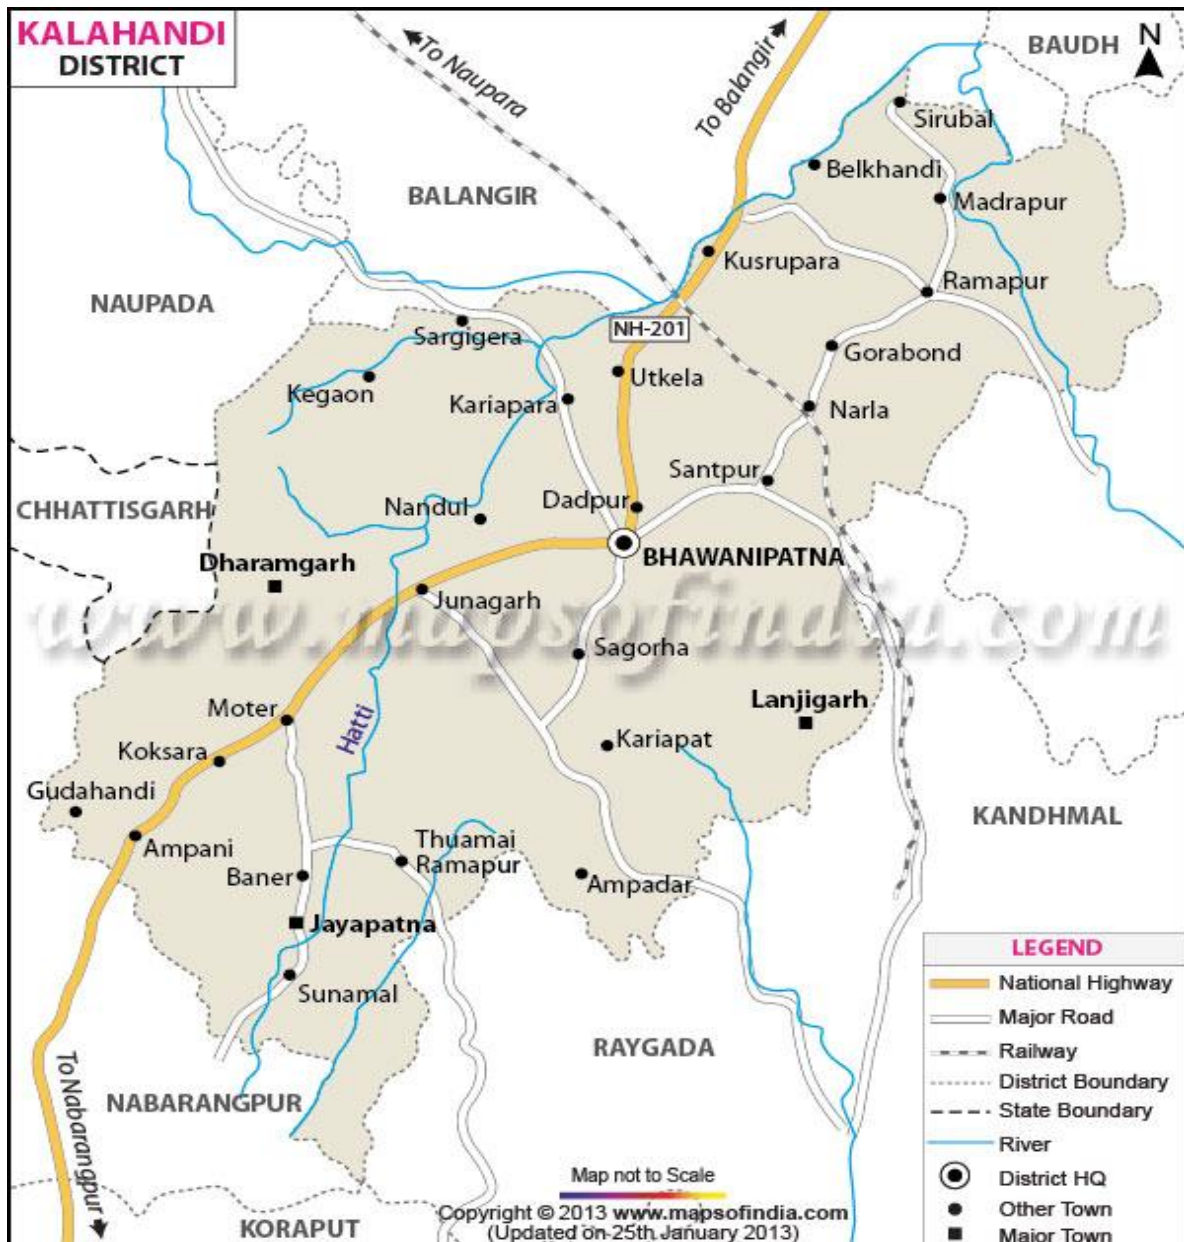 KALAHANDI
DISTRICT
To Naupara
To Balangir
BAUDH
N
Sirubal
Belkhandi
BALANGIR
Madrapur
Kusrupara
Ramapur
NAUPADA
Sargigera
NH-201
Gorabond
Kegaon
Utkela
Kariapara
Narla
Santpur
CHHATTISGARH
Nandul
Dadpur
Dharamgarh
BHAWANIPATNA
Junagarh
www.mapsofindia.com
Sagorha
Lanjigarh
Moter
Hatti
Kariapat
Koksara
Gudahandi
KANDHMAL
Ampani
Thuamai
Ramapur
Baner
Ampadar
Jayapatna
Sunamal
RAYGADA
To Nabarangpur
NABARANGPUR
KORAPUT
LEGEND
National Highway
Major Road
Railway
District Boundary
State Boundary
River
District HQ
Other Town
Major Town
Map not to Scale
Copyright © 2013 www.mapsofindia.com
(Updated on 25th January 2013)